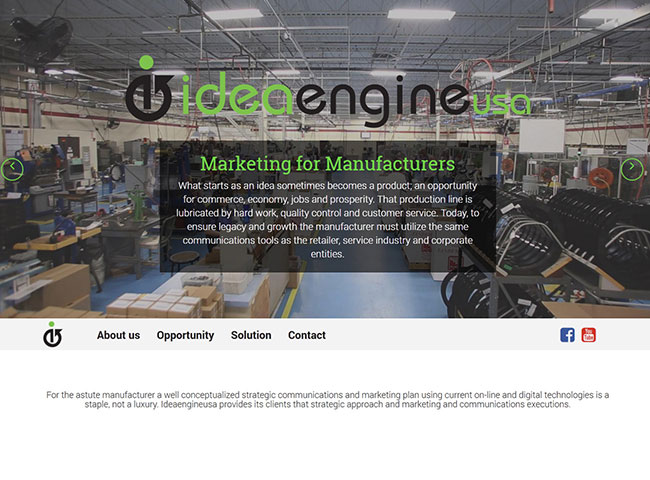 ideaengineusa
Marketing for Manufacturers
What starts as an idea sometimes becomes a product; an opportunity
for commerce, economy, jobs and prosperity. That production line is
lubricated by hard work, quality control and customer service. Today, to
ensure legacy and growth the manufacturer must utilize the same
communications tools as the retailer, service industry and corporate
entities.
About us Opportunity Solution Contact
You Tube
For the astute manufacturer a well conceptualized strategic communications and marketing plan using current on-line and digital technologies is a
staple, not a luxury. Ideaengineusa provides its clients that strategic approach and marketing and communications executions.